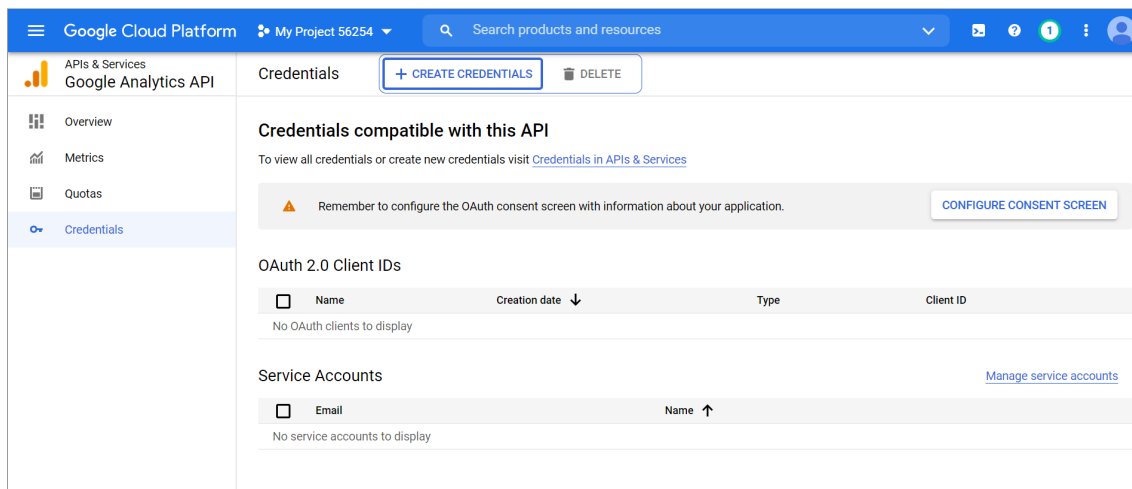 Google Cloud Platform My Project 56254 Search products and resources 1
APIs & Services
Google Analytics API
Credentials + CREATE CREDENTIALS DELETE
Overview
Metrics
Quotas
Credentials
Credentials compatible with this API
To view all credentials or create new credentials visit Credentials in APIs & Services
Remember to configure the OAuth consent screen with information about your application. CONFIGURE CONSENT SCREEN
OAuth 2.0 Client IDs
Name Creation date Type Client ID
No OAuth clients to display
Service Accounts Manage service accounts
Email Name
No service accounts to display